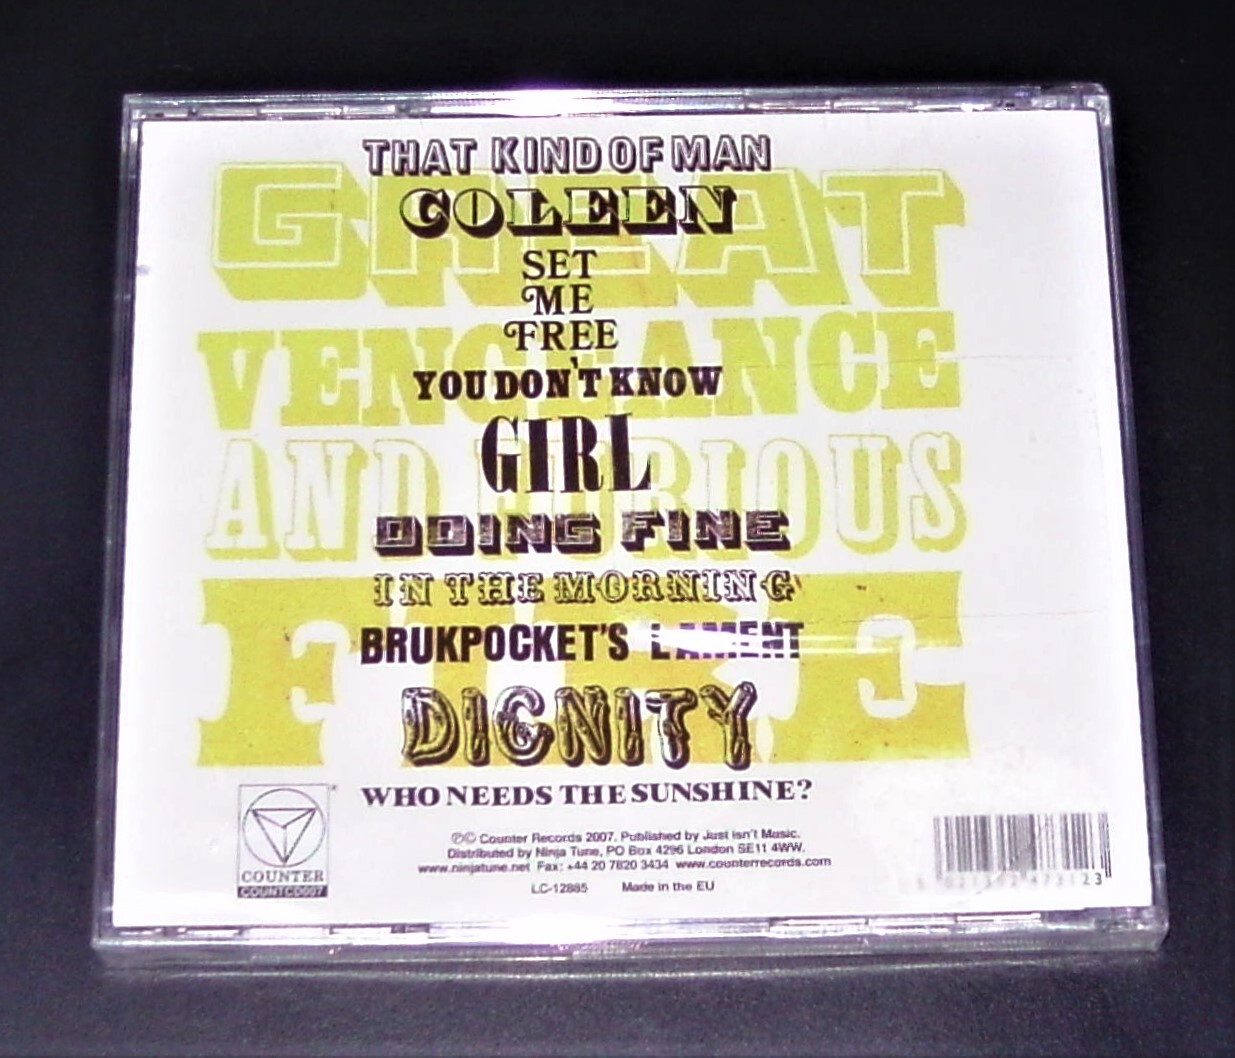 THAT KIND OF MAN
COLEEN
SET
ME
FREE
YOU DON'T KNOW
GIRL
DOING FINE
IN THE MORNING
BRUKPOCKET'S LAMENT
DIGNITY
WHO NEEDS THE SUNSHINE?
GREAT
VENGEANCE
AND FURIOUS
FIRE
COUNTER
COUNTCD007
℗© Counter Records 2007. Published by Just Isn't Music.
Distributed by Ninja Tune, PO Box 4296 London SE11 4WW.
www.ninjatune.net Fax: +44 20 7820 3434 www.counterrecords.com
LC-12885 Made in the EU